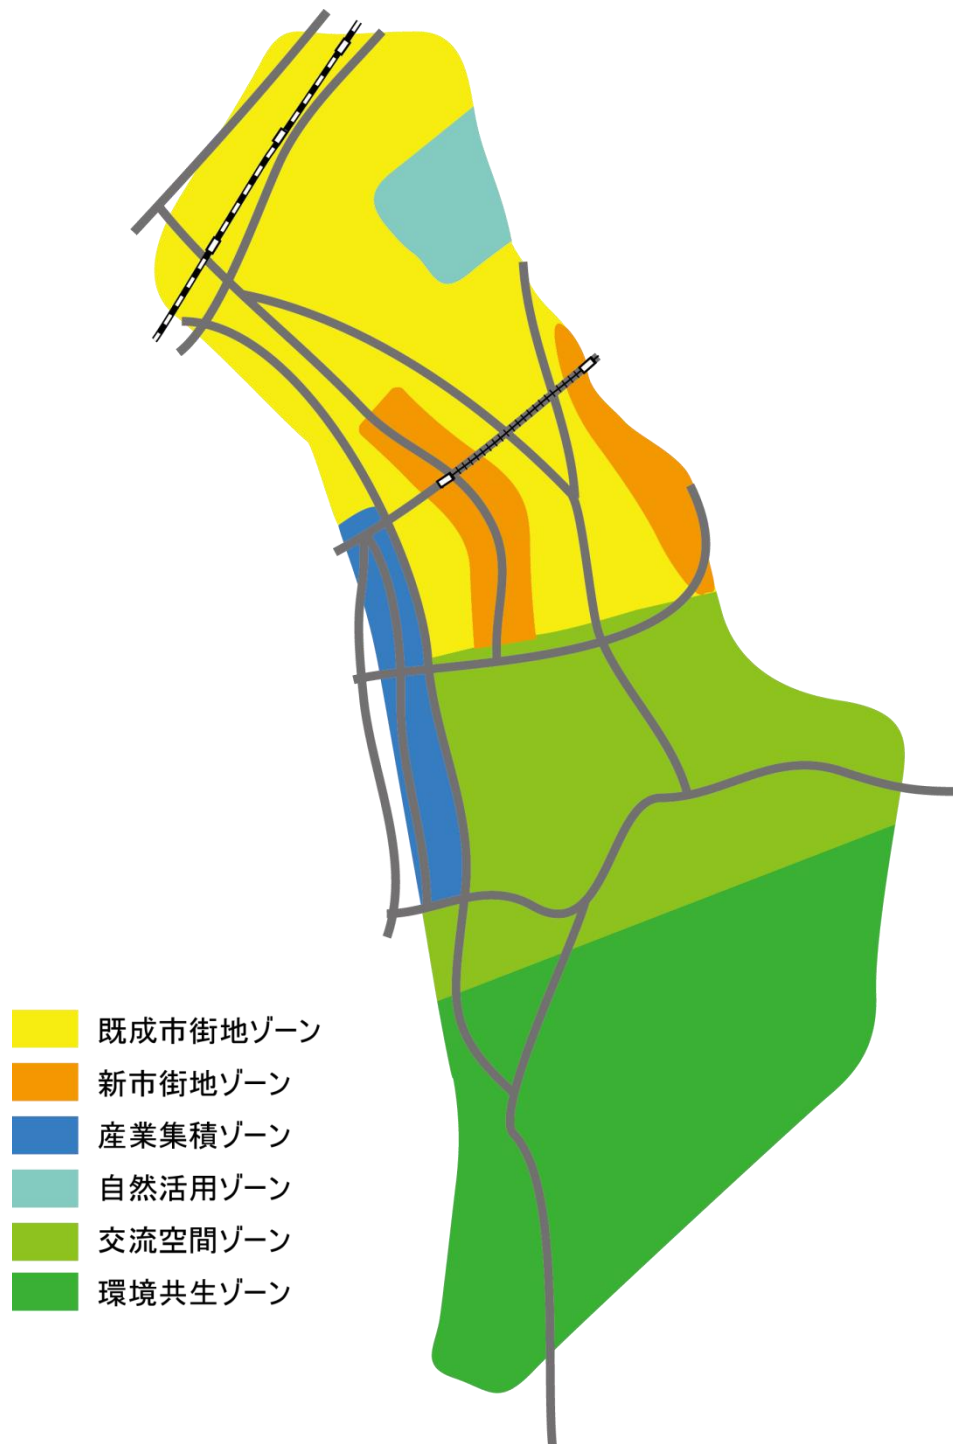 既成市街地ゾーン
新市街地ゾーン
産業集積ゾーン
自然活用ゾーン
交流空間ゾーン
環境共生ゾーン